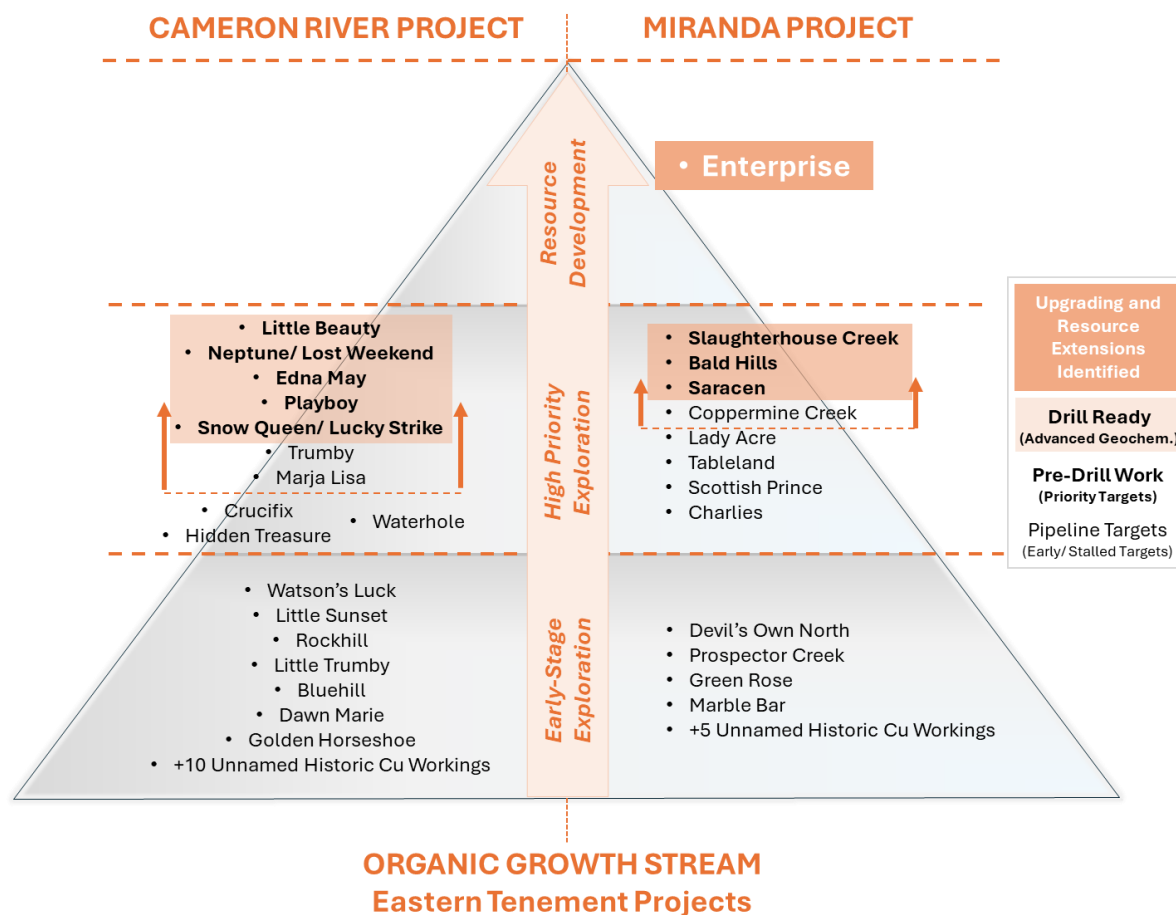 CAMERON RIVER PROJECT
MIRANDA PROJECT
Resource
Development
• Enterprise
• Little Beauty
• Neptune/ Lost Weekend
• Edna May
• Playboy
• Snow Queen/ Lucky Strike
• Trumby
• Marja Lisa
• Crucifix
• Hidden Treasure
• Waterhole
High Priority
Exploration
• Slaughterhouse Creek
• Bald Hills
• Saracen
• Coppermine Creek
• Lady Acre
• Tableland
• Scottish Prince
• Charlies
Upgrading and
Resource
Extensions
Identified
Drill Ready
(Advanced Geochem.)
Pre-Drill Work
(Priority Targets)
Pipeline Targets
(Early/ Stalled Targets)
• Watson's Luck
• Little Sunset
• Rockhill
• Little Trumby
• Bluehill
• Dawn Marie
• Golden Horseshoe
• +10 Unnamed Historic Cu Workings
Early-Stage
Exploration
• Devil's Own North
• Prospector Creek
• Green Rose
• Marble Bar
• +5 Unnamed Historic Cu Workings
ORGANIC GROWTH STREAM
Eastern Tenement Projects